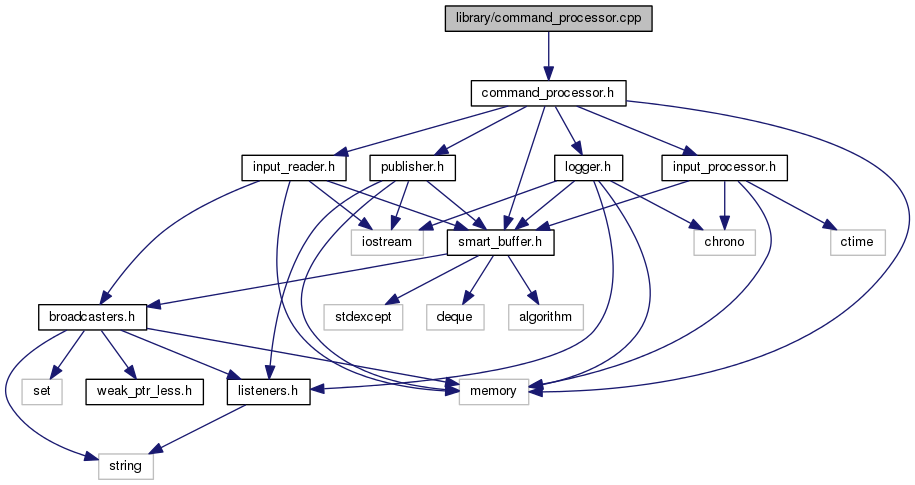 library/command_processor.cpp
command_processor.h
input_reader.h
publisher.h
logger.h
input_processor.h
iostream
smart_buffer.h
chrono
ctime
broadcasters.h
stdexcept
deque
algorithm
set
weak_ptr_less.h
listeners.h
memory
string